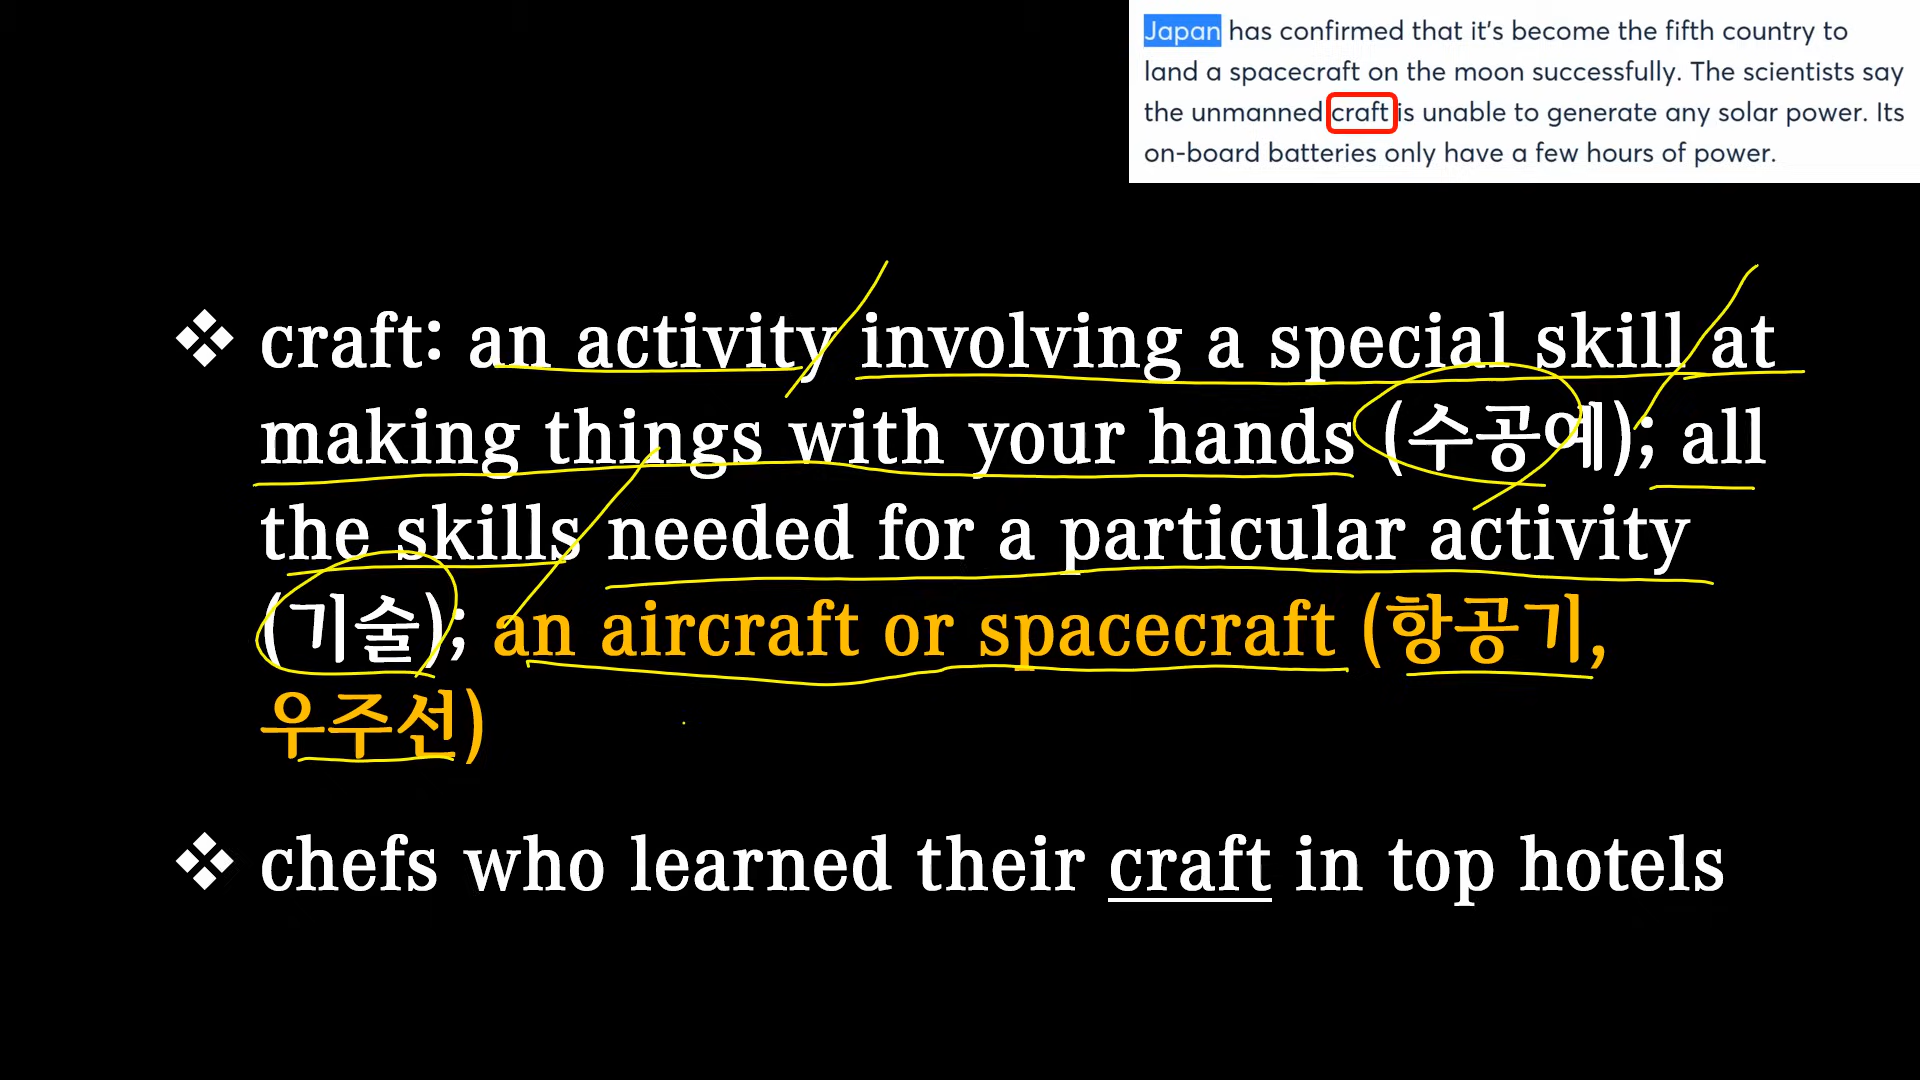 Japan has confirmed that it's become the fifth country to
land a spacecraft on the moon successfully. The scientists say
the unmanned craft is unable to generate any solar power. Its
on-board batteries only have a few hours of power.
❖ craft: an activity involving a special skill at
making things with your hands (수공예); all
the skills needed for a particular activity
(기술); an aircraft or spacecraft (항공기,
우주선)
❖ chefs who learned their craft in top hotels